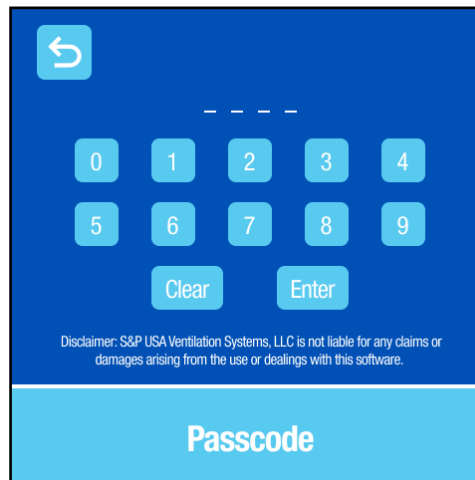 _ _ _ _
0 1 2 3 4
5 6 7 8 9
Clear Enter
Disclaimer: S&P USA Ventilation Systems, LLC is not liable for any claims or
damages arising from the use or dealings with this software.
Passcode